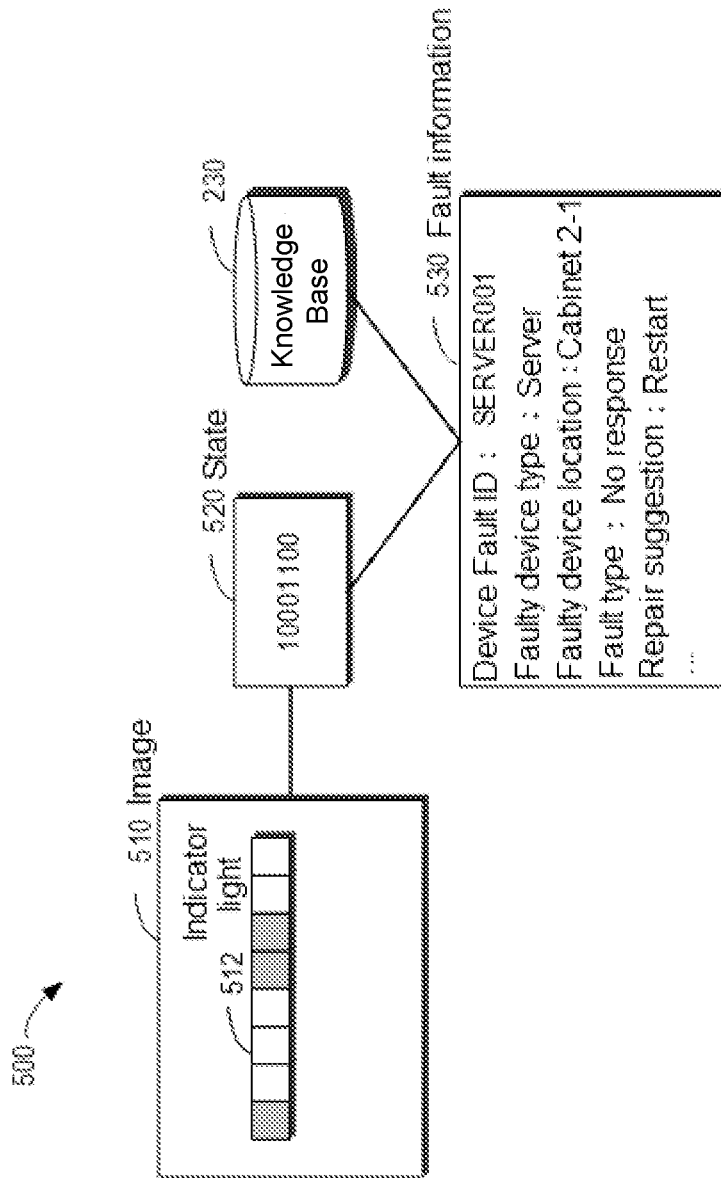 500
510 Image
Indicator
light
512
520 State
10001100
230
Knowledge
Base
530 Fault information
Device Fault ID : SERVER001
Faulty device type : Server
Faulty device location : Cabinet 2-1
Fault type : No response
Repair suggestion : Restart
...